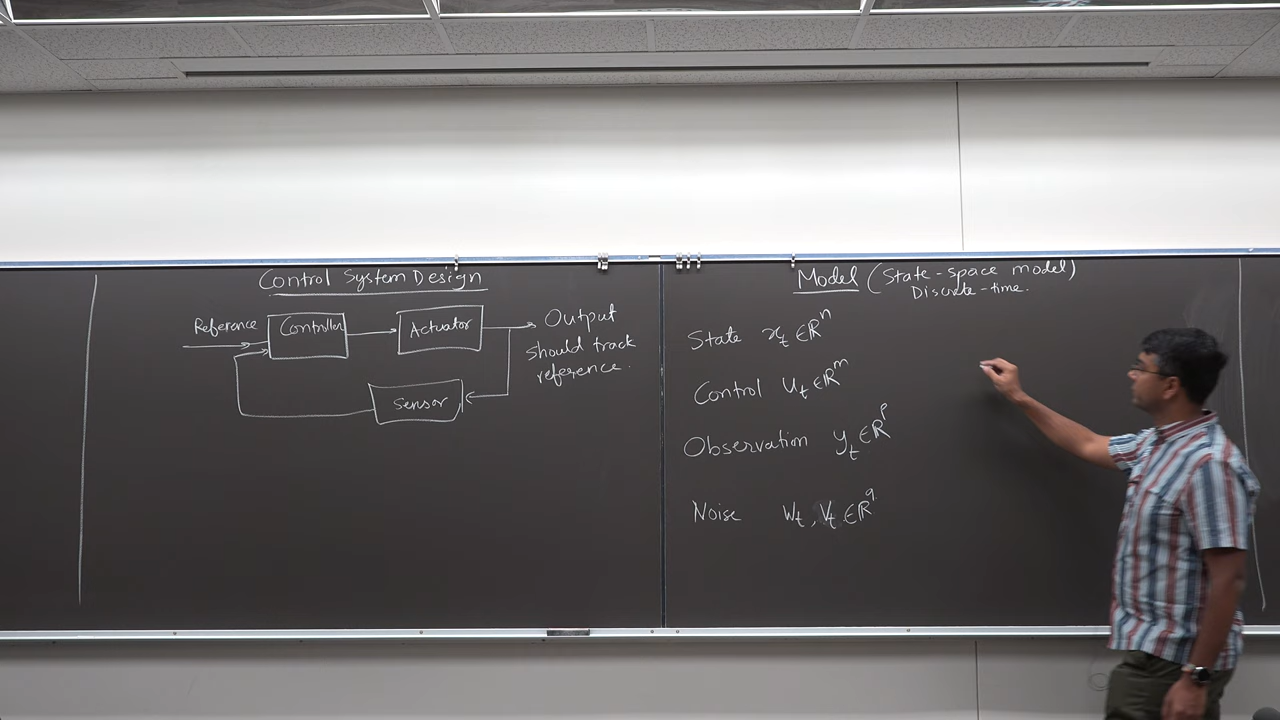 Control System Design
Reference
Controller
Actuator
Output
should track
reference.
Sensor
Model (State-space model)
Discrete-time.
State x_t ∈ ℝ^n
Control u_t ∈ ℝ^m
Observation y_t ∈ ℝ^p
Noise w_t, v_t ∈ ℝ^q